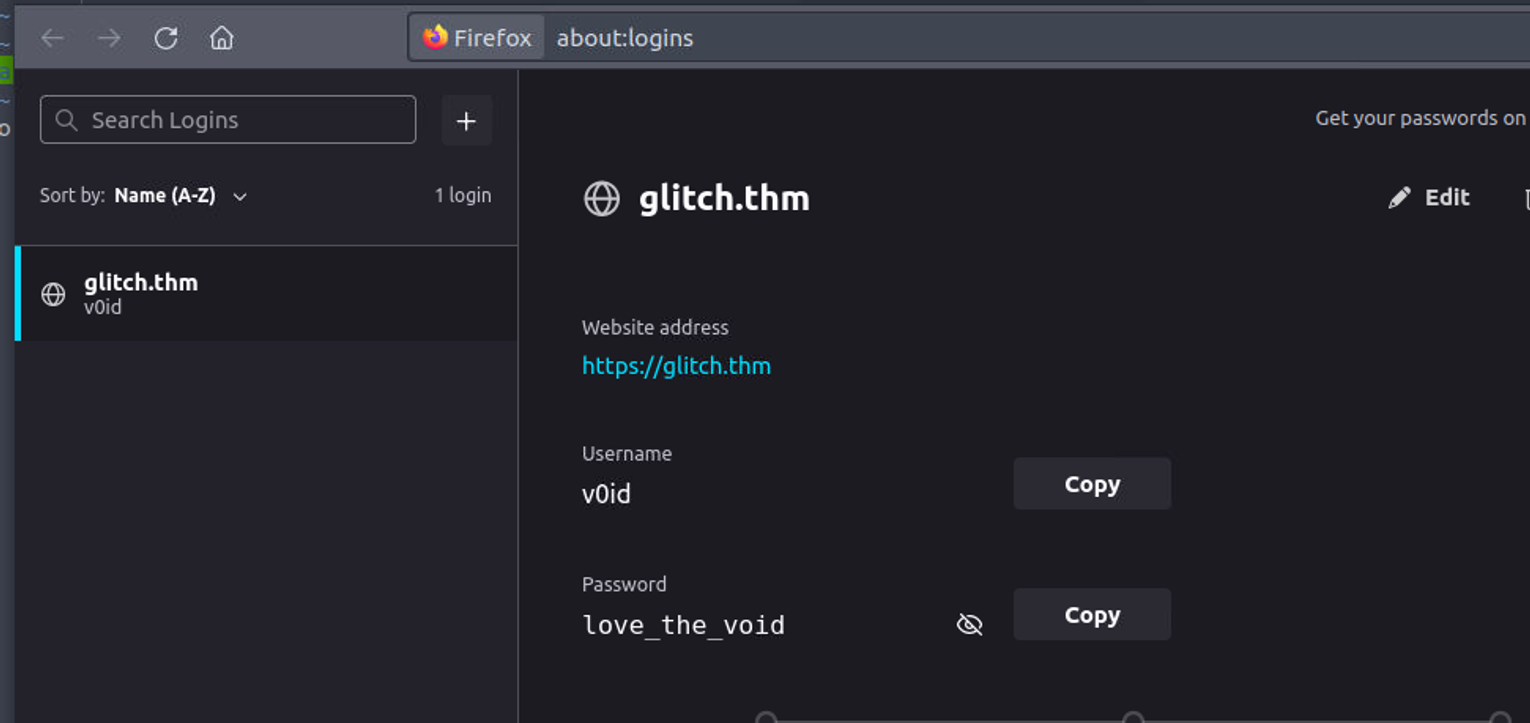 Firefox about:logins
Search Logins
Sort by: Name (A-Z) 1 login
glitch.thm
v0id
Get your passwords on
glitch.thm
Edit
Website address
https://glitch.thm
Username
v0id
Copy
Password
love_the_void
Copy